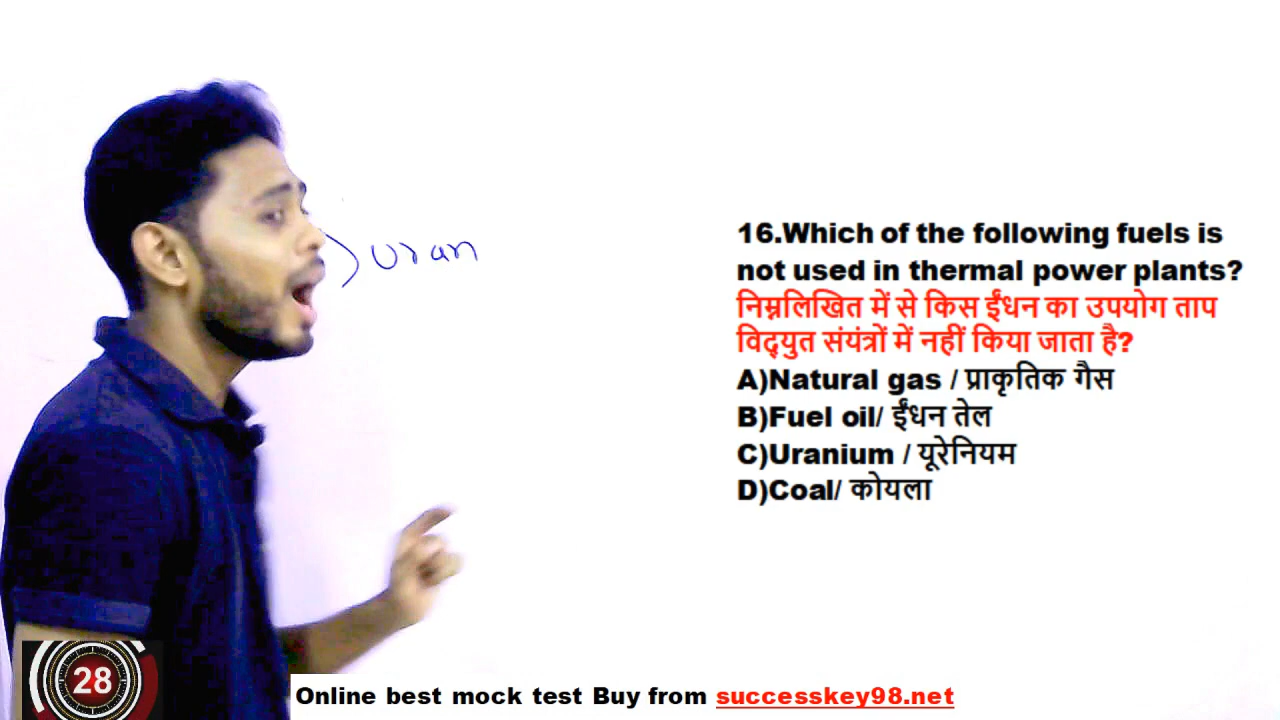 )uran
16.Which of the following fuels is
not used in thermal power plants?
निम्नलिखित में से किस ईंधन का उपयोग ताप
विद्युत संयंत्रों में नहीं किया जाता है?
A)Natural gas / प्राकृतिक गैस
B)Fuel oil/ ईंधन तेल
C)Uranium / यूरेनियम
D)Coal/ कोयला
28
Online best mock test Buy from successkey98.net